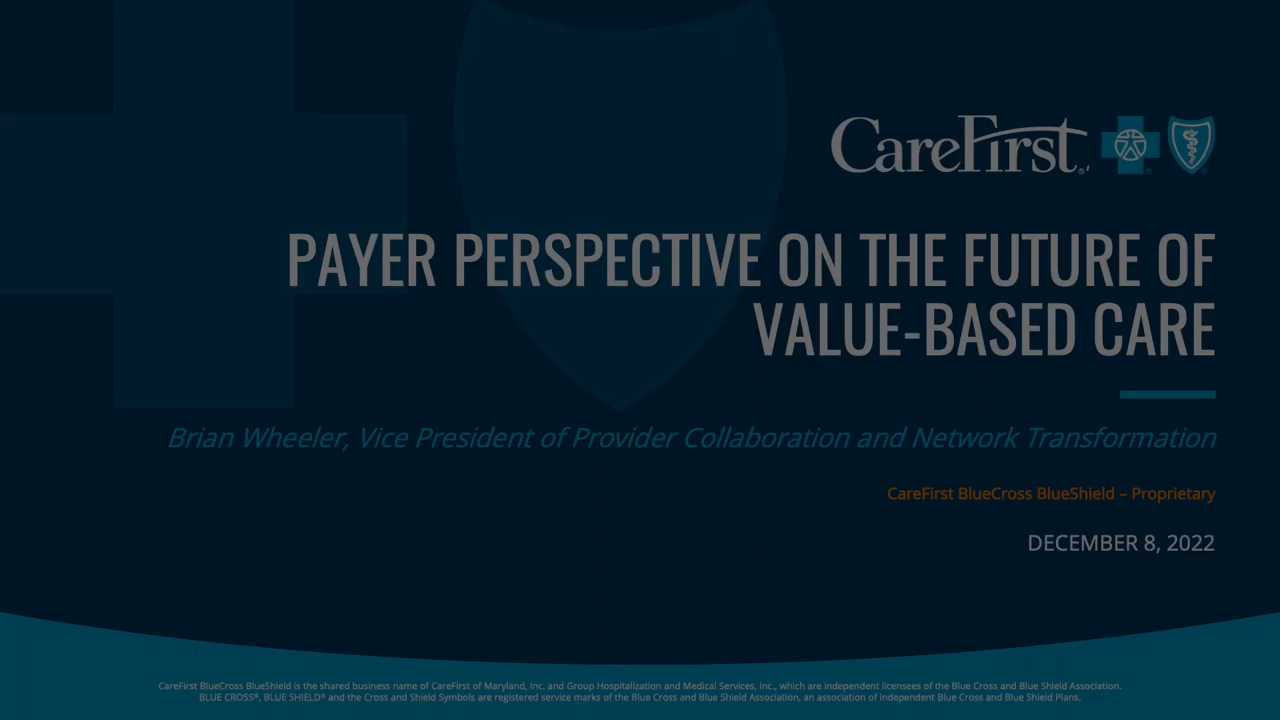 CareFirst®,
PAYER PERSPECTIVE ON THE FUTURE OF
VALUE-BASED CARE
Brian Wheeler, Vice President of Provider Collaboration and Network Transformation
CareFirst BlueCross BlueShield – Proprietary
DECEMBER 8, 2022
CareFirst BlueCross BlueShield is the shared business name of CareFirst of Maryland, Inc. and Group Hospitalization and Medical Services, Inc., which are independent licensees of the Blue Cross and Blue Shield Association.
BLUE CROSS®, BLUE SHIELD® and the Cross and Shield Symbols are registered service marks of the Blue Cross and Blue Shield Association, an association of independent Blue Cross and Blue Shield Plans.